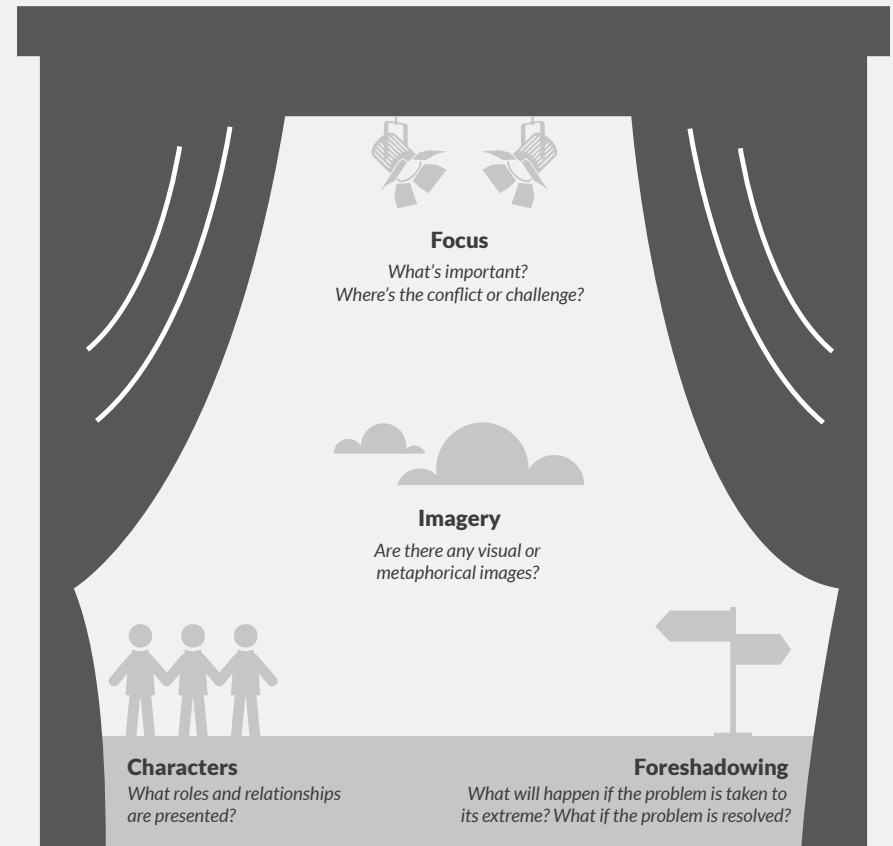 Focus
What's important?
Where's the conflict or challenge?
Imagery
Are there any visual or
metaphorical images?
Characters
What roles and relationships
are presented?
Foreshadowing
What will happen if the problem is taken to
its extreme? What if the problem is resolved?